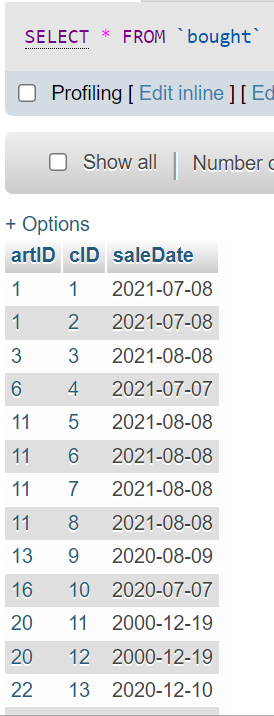 SELECT * FROM `bought`
Profiling [ Edit inline ] [ Ed
Show all Number o
+ Options
artID cID saleDate
1 1 2021-07-08
1 2 2021-07-08
3 3 2021-08-08
6 4 2021-07-07
11 5 2021-08-08
11 6 2021-08-08
11 7 2021-08-08
11 8 2021-08-08
13 9 2020-08-09
16 10 2020-07-07
20 11 2000-12-19
20 12 2000-12-19
22 13 2020-12-10